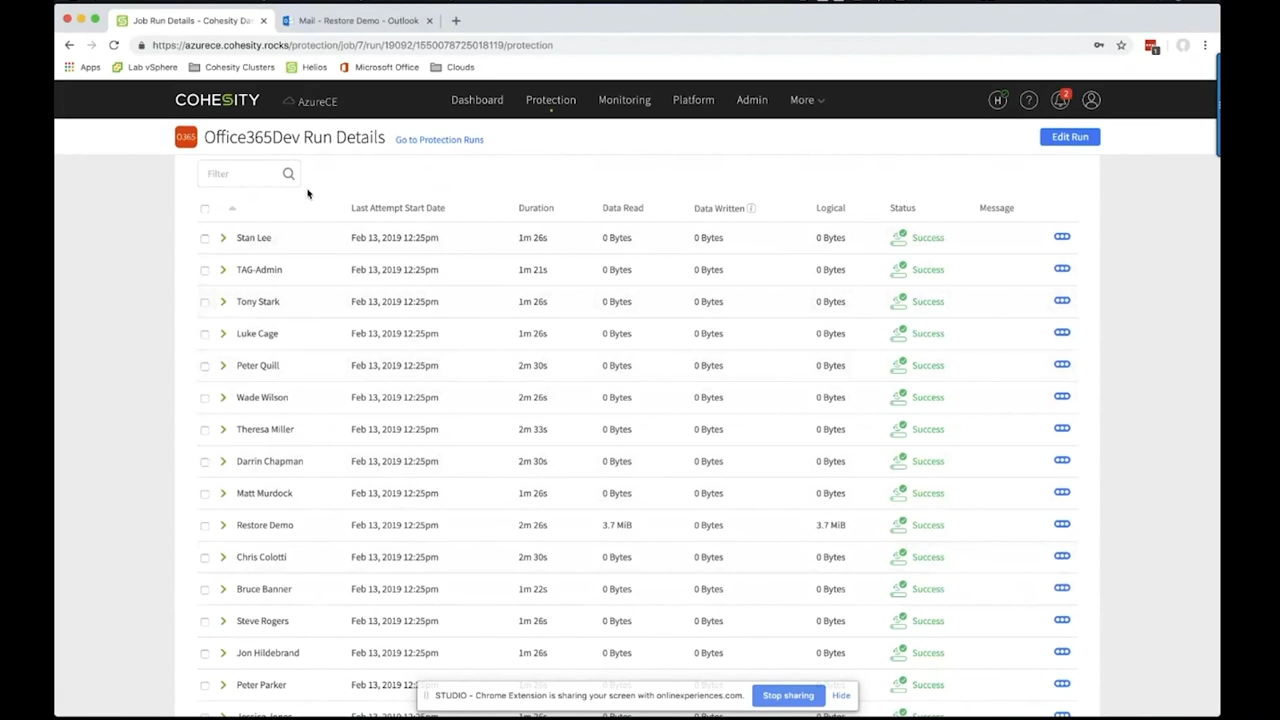 Job Run Details - Cohesity Da
Mail - Restore Demo - Outlook
https://azurece.cohesity.rocks/protection/job/7/run/19092/1550078725018119/protection
Apps Lab vSphere Cohesity Clusters Helios Microsoft Office Clouds
COHESITY AzureCE Dashboard Protection Monitoring Platform Admin More H ? 2
O365 Office365Dev Run Details Go to Protection Runs Edit Run
Filter
Last Attempt Start Date Duration Data Read Data Written Logical Status Message
Stan Lee Feb 13, 2019 12:25pm 1m 26s 0 Bytes 0 Bytes 0 Bytes Success
TAG-Admin Feb 13, 2019 12:25pm 1m 21s 0 Bytes 0 Bytes 0 Bytes Success
Tony Stark Feb 13, 2019 12:25pm 1m 26s 0 Bytes 0 Bytes 0 Bytes Success
Luke Cage Feb 13, 2019 12:25pm 1m 26s 0 Bytes 0 Bytes 0 Bytes Success
Peter Quill Feb 13, 2019 12:25pm 2m 30s 0 Bytes 0 Bytes 0 Bytes Success
Wade Wilson Feb 13, 2019 12:25pm 2m 26s 0 Bytes 0 Bytes 0 Bytes Success
Theresa Miller Feb 13, 2019 12:25pm 2m 33s 0 Bytes 0 Bytes 0 Bytes Success
Darrin Chapman Feb 13, 2019 12:25pm 2m 30s 0 Bytes 0 Bytes 0 Bytes Success
Matt Murdock Feb 13, 2019 12:25pm 1m 26s 0 Bytes 0 Bytes 0 Bytes Success
Restore Demo Feb 13, 2019 12:25pm 2m 26s 3.7 MiB 0 Bytes 3.7 MiB Success
Chris Colotti Feb 13, 2019 12:25pm 2m 30s 0 Bytes 0 Bytes 0 Bytes Success
Bruce Banner Feb 13, 2019 12:25pm 1m 22s 0 Bytes 0 Bytes 0 Bytes Success
Steve Rogers Feb 13, 2019 12:25pm 1m 26s 0 Bytes 0 Bytes 0 Bytes Success
Jon Hildbrand Feb 13, 2019 12:25pm 1m 26s 0 Bytes 0 Bytes 0 Bytes Success
Peter Parker Feb 13, 2019 12:2 Success
STUDIO - Chrome Extension is sharing your screen with onlinexperiences.com. Stop sharing Hide